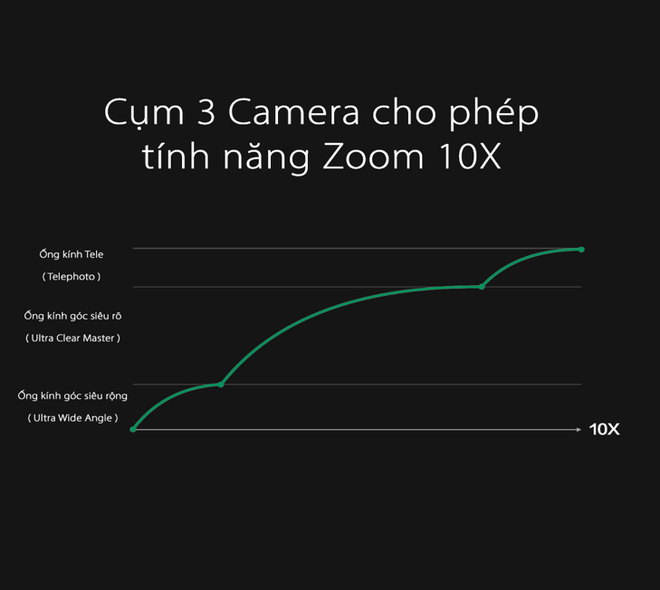 Cụm 3 Camera cho phép
tính năng Zoom 10X
Ống kính Tele
( Telephoto )
Ống kính góc siêu rõ
( Ultra Clear Master )
Ống kính góc siêu rộng
( Ultra Wide Angle )
10X